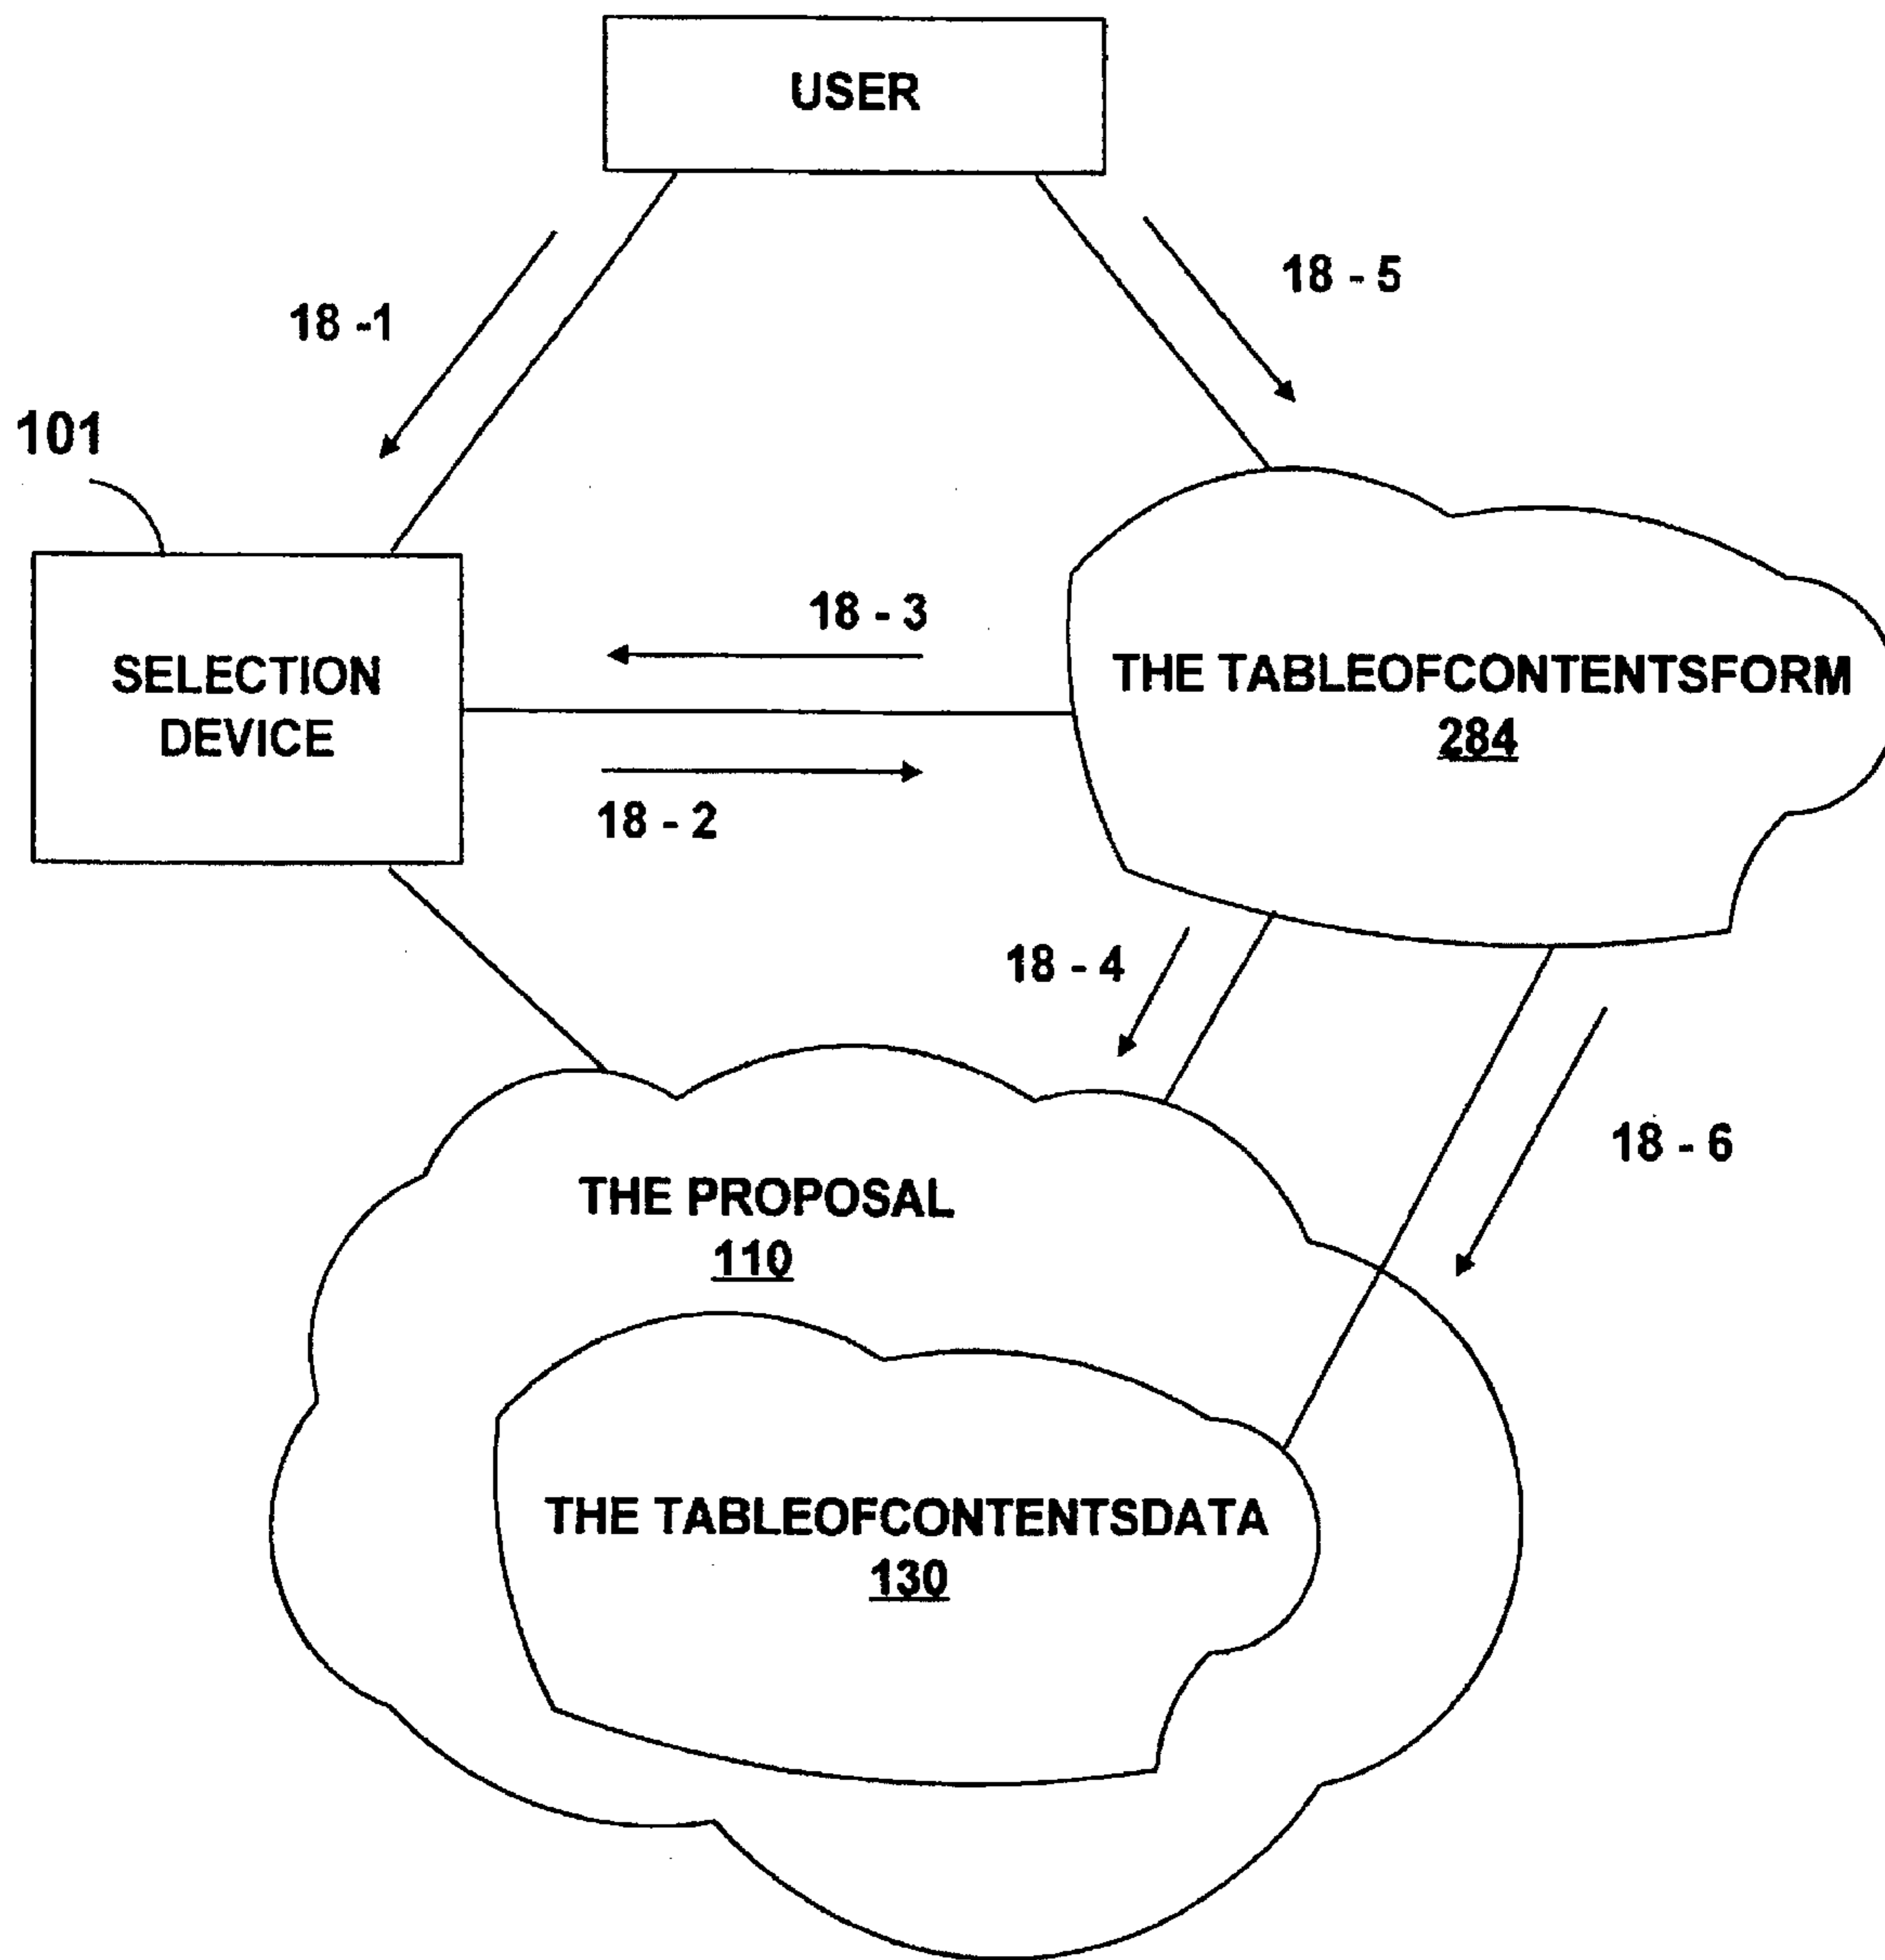 USER
18 -1
18 - 5
101
SELECTION
DEVICE
18 - 3
18 - 2
THE TABLEOFCONTENTSFORM
284
18 - 4
18 - 6
THE PROPOSAL
110
THE TABLEOFCONTENTSDATA
130